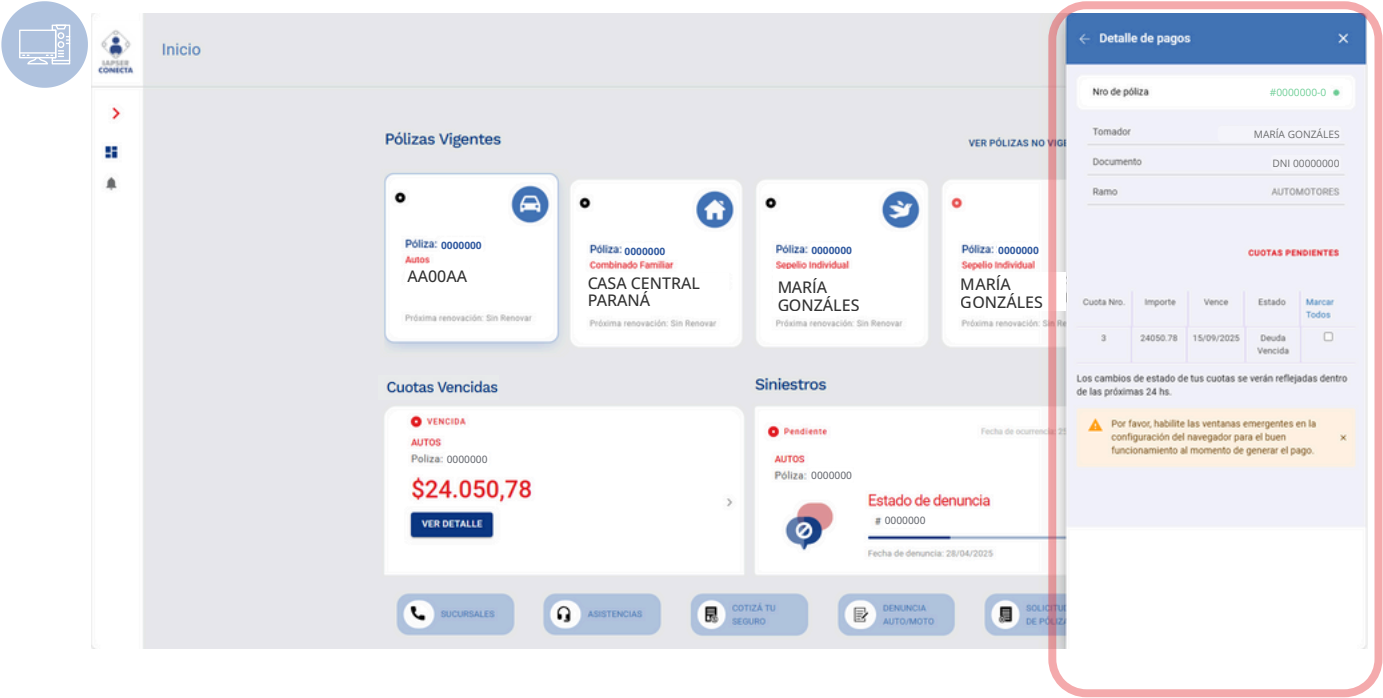 IAPSER
CONECTA
Inicio
Pólizas Vigentes
VER PÓLIZAS NO VIGE
Póliza: 0000000
Autos
AA00AA
Próxima renovación: Sin Renovar
Póliza: 0000000
Combinado Familiar
CASA CENTRAL
PARANÁ
Próxima renovación: Sin Renovar
Póliza: 0000000
Sepelio Individual
MARÍA
GONZÁLES
Próxima renovación: Sin Renovar
Póliza: 0000000
Sepelio Individual
MARÍA
GONZÁLES
Próxima renovación: Sin Re
Cuotas Vencidas
VENCIDA
AUTOS
Poliza: 0000000
$24.050,78
VER DETALLE
Siniestros
Pendiente
Fecha de ocurrencia: 25
AUTOS
Póliza: 0000000
Estado de denuncia
# 0000000
Fecha de denuncia: 28/04/2025
SUCURSALES
ASISTENCIAS
COTIZÁ TU
SEGURO
DENUNCIA
AUTO/MOTO
SOLICITUD
DE PÓLIZA
Detalle de pagos
Nro de póliza
#0000000-0
Tomador
MARÍA GONZÁLES
Documento
DNI 00000000
Ramo
AUTOMOTORES
CUOTAS PENDIENTES
Cuota Nro. Importe Vence Estado Marcar
Todos
3 24050.78 15/09/2025 Deuda
Vencida
Los cambios de estado de tus cuotas se verán reflejadas dentro
de las próximas 24 hs.
Por favor, habilite las ventanas emergentes en la
configuración del navegador para el buen
funcionamiento al momento de generar el pago.